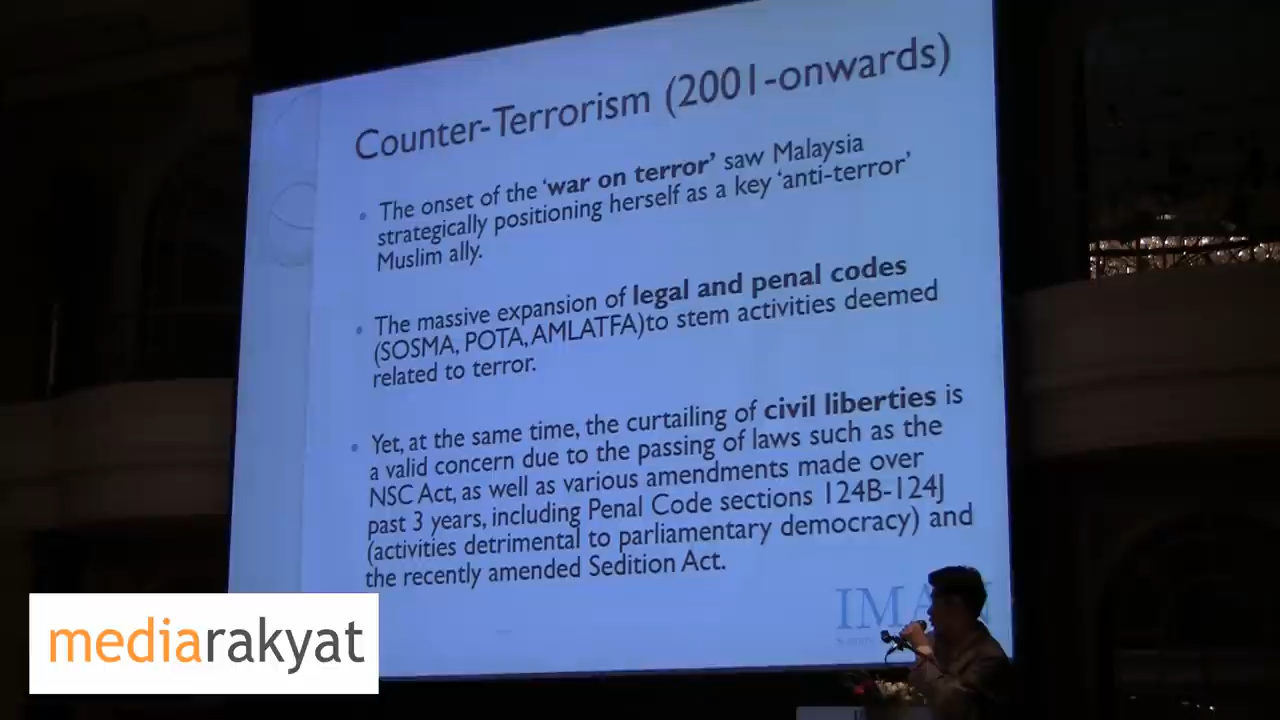 Counter-Terrorism (2001-onwards)
The onset of the ‘war on terror’ saw Malaysia
strategically positioning herself as a key ‘anti-terror’
Muslim ally.
The massive expansion of legal and penal codes
(SOSMA, POTA, AMLATFA)to stem activities deemed
related to terror.
Yet, at the same time, the curtailing of civil liberties is
a valid concern due to the passing of laws such as the
NSC Act, as well as various amendments made over
past 3 years, including Penal Code sections 124B-124J
(activities detrimental to parliamentary democracy) and
the recently amended Sedition Act.
mediarakyat